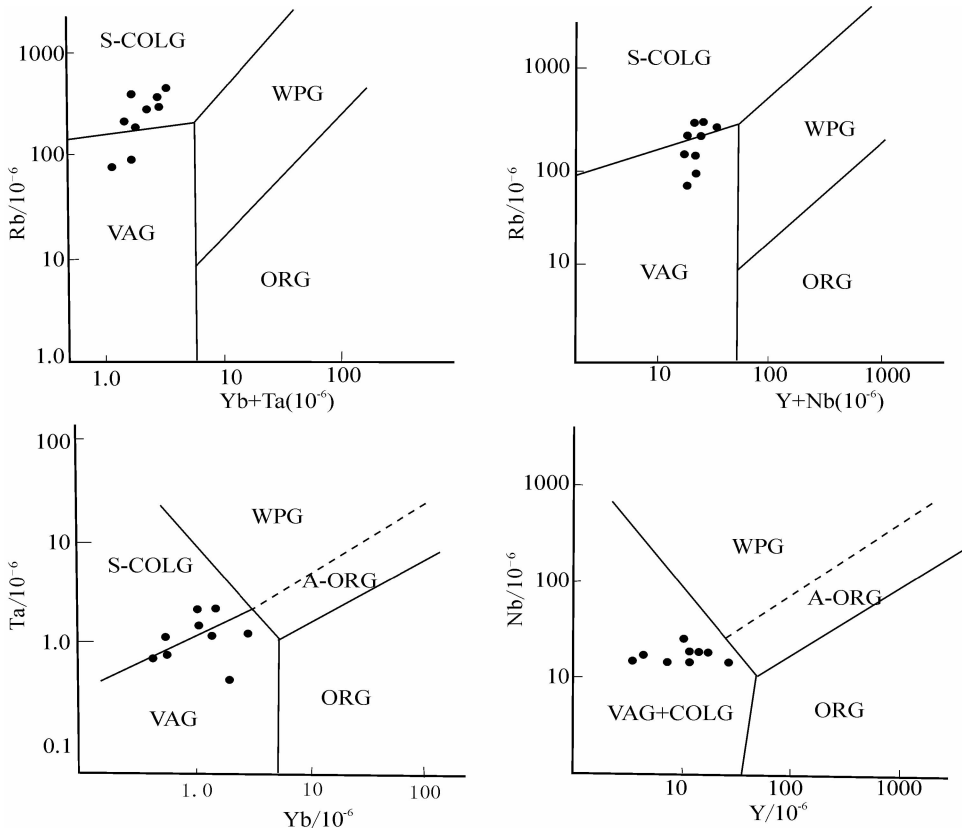 S-COLG
1000
WPG
100
Rb/10⁻⁶
VAG
10
ORG
1.0
1.0
10
100
Yb+Ta(10⁻⁶)
S-COLG
1000
WPG
100
Rb/10⁻⁶
VAG
10
ORG
10
100
1000
Y+Nb(10⁻⁶)
100
WPG
10
S-COLG
A-ORG
Ta/10⁻⁶
1.0
VAG
ORG
0.1
1.0
10
100
Yb/10⁻⁶
1000
WPG
100
A-ORG
Nb/10⁻⁶
10
VAG+COLG
ORG
10
100
1000
Y/10⁻⁶